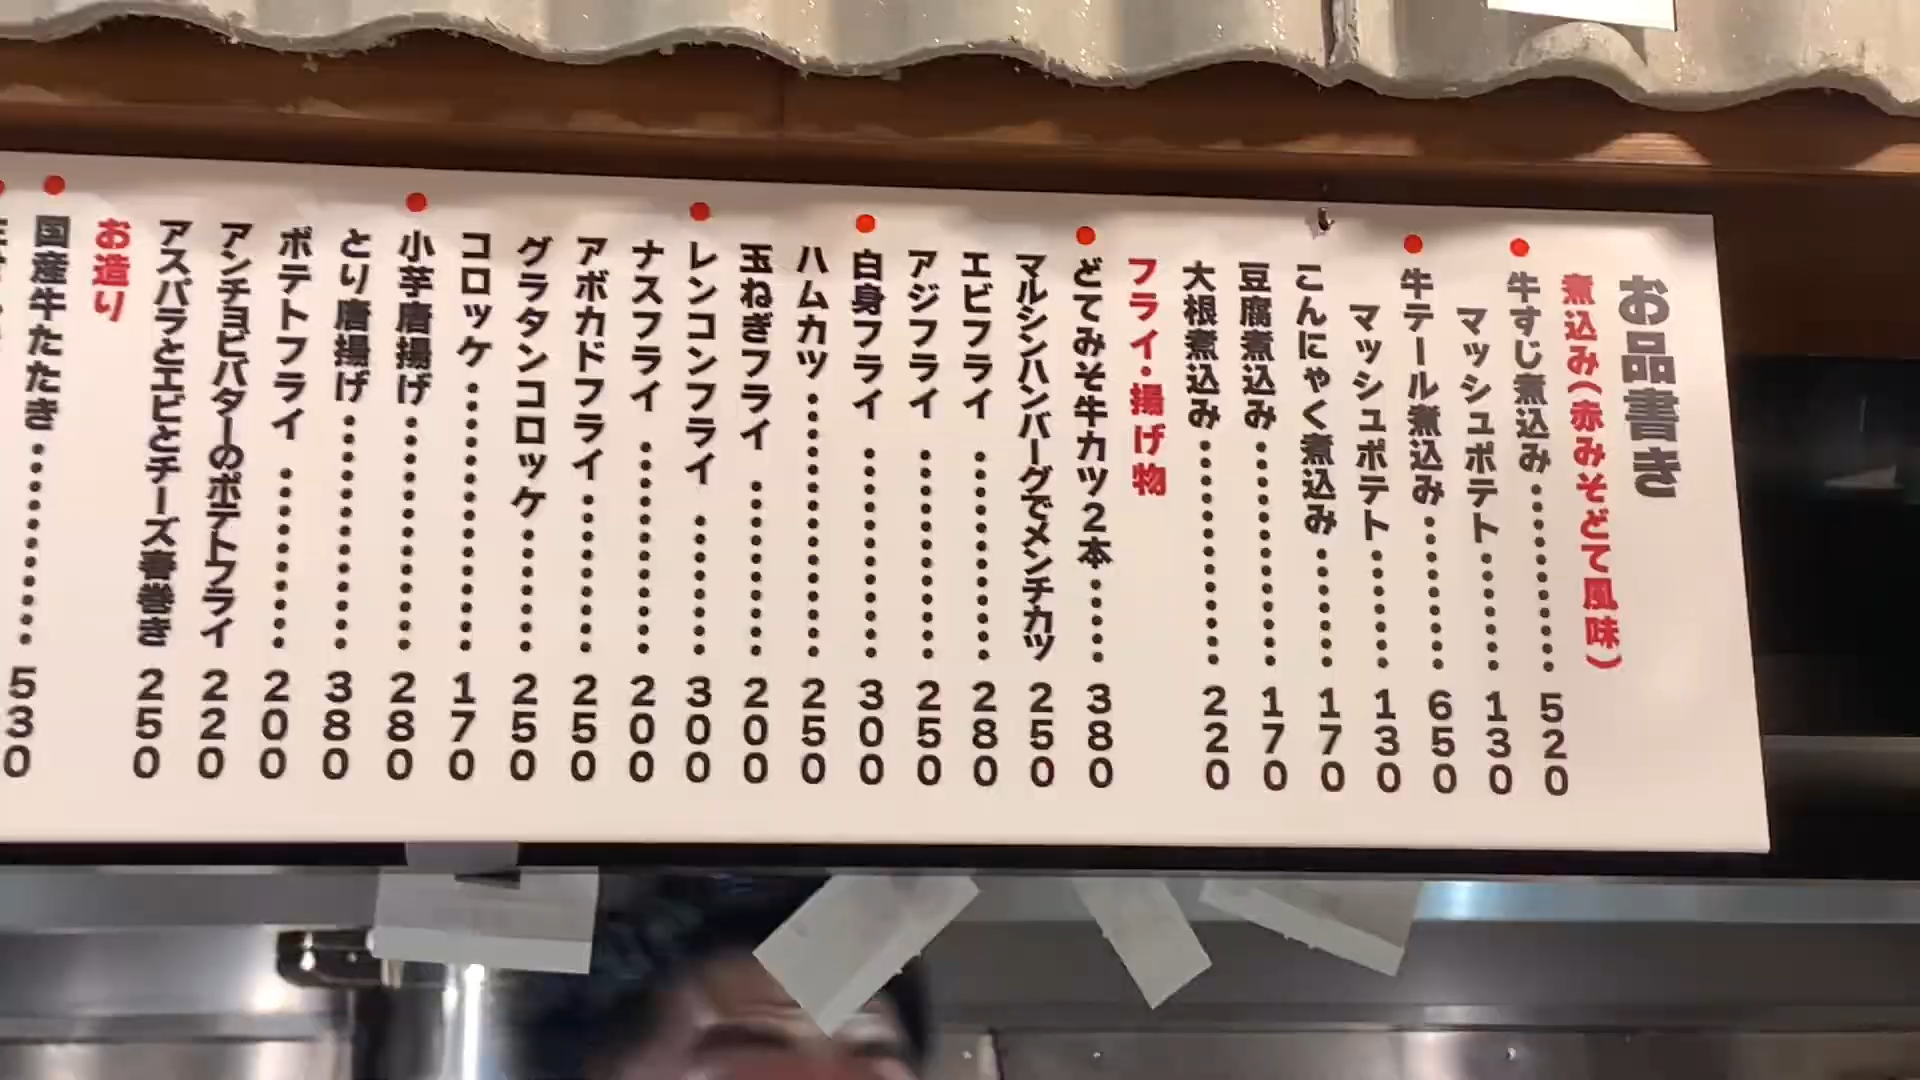 お品書き
煮込み(赤みそどて風味)
牛すじ煮込み…………520
マッシュポテト………130
牛テール煮込み………650
マッシュポテト………130
こんにゃく煮込み……170
豆腐煮込み……………170
大根煮込み……………220
フライ・揚げ物
どてみそ牛カツ2本……380
マルシンハンバーグでメンチカツ 250
エビフライ……………280
アジフライ……………250
白身フライ……………300
ハムカツ………………250
玉ねぎフライ…………200
レンコンフライ………300
ナスフライ……………200
アボカドフライ………250
グラタンコロッケ……250
コロッケ………………170
小芋唐揚げ……………280
とり唐揚げ……………380
ポテトフライ…………200
アンチョビバターのポテトフライ 220
アスパラとエビとチーズ春巻き 250
お造り
国産牛たたき…………530